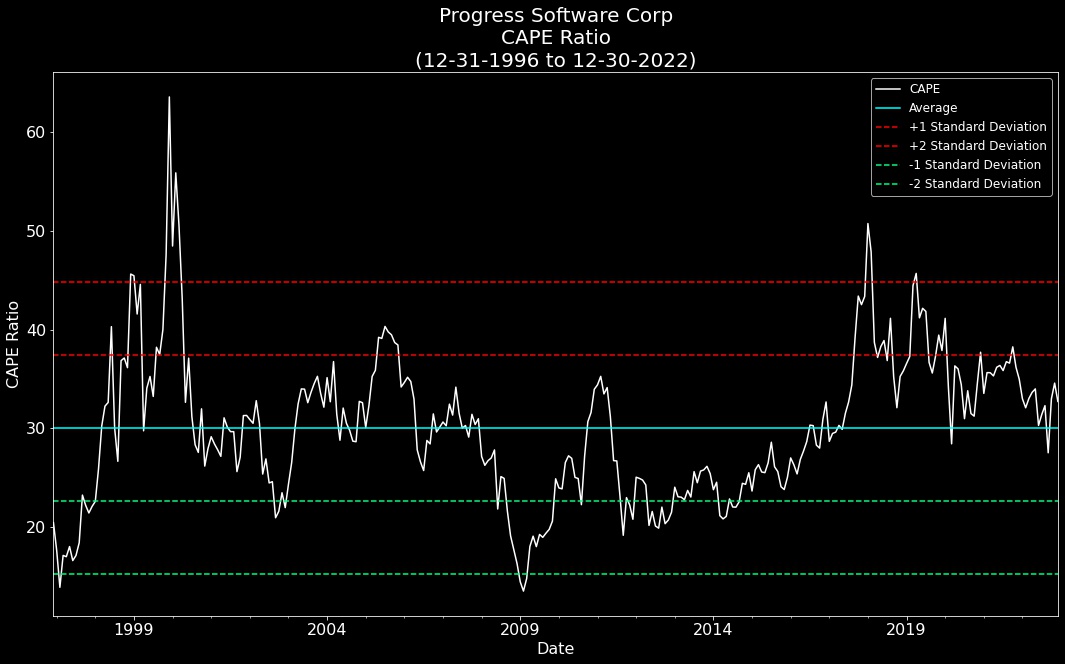 Progress Software Corp
CAPE Ratio
(12-31-1996 to 12-30-2022)
CAPE
Average
+1 Standard Deviation
+2 Standard Deviation
-1 Standard Deviation
-2 Standard Deviation
CAPE Ratio
60
50
40
30
20
1999
2004
2009
2014
2019
Date